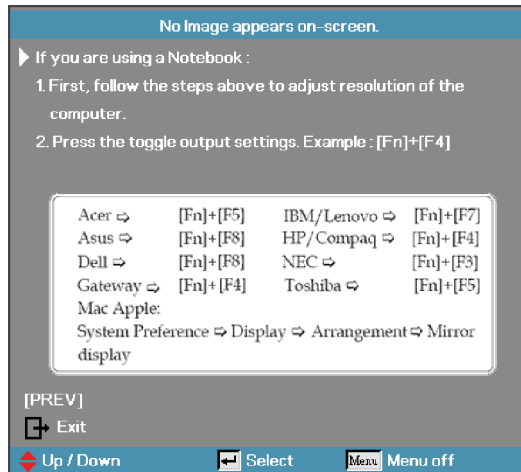 No Image appears on-screen.
If you are using a Notebook :
1. First, follow the steps above to adjust resolution of the
computer.
2. Press the toggle output settings. Example : [Fn]+[F4]
Acer ➪ [Fn]+[F5] IBM/Lenovo ➪ [Fn]+[F7]
Asus ➪ [Fn]+[F8] HP/Compaq ➪ [Fn]+[F4]
Dell ➪ [Fn]+[F8] NEC ➪ [Fn]+[F3]
Gateway ➪ [Fn]+[F4] Toshiba ➪ [Fn]+[F5]
Mac Apple:
System Preference ➪ Display ➪ Arrangement ➪ Mirror
display
[PREV]
Exit
Up / Down Select Menu Menu off